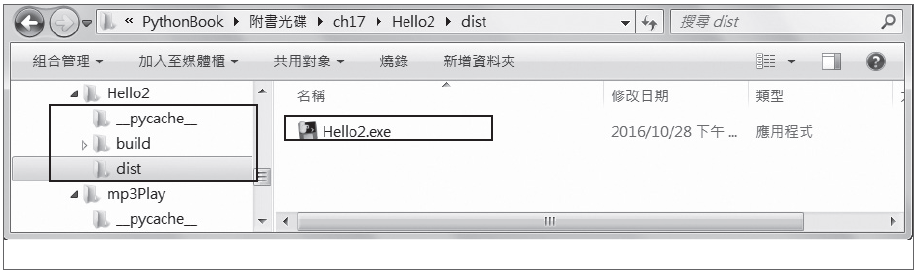 « PythonBook 附書光碟 ch17 Hello2 dist
搜尋 dist
組合管理 加入至媒體櫃 共用對象 燒錄 新增資料夾
Hello2
__pycache__
build
dist
mp3Play
__pycache__
名稱 修改日期 類型
Hello2.exe 2016/10/28 下午 ... 應用程式